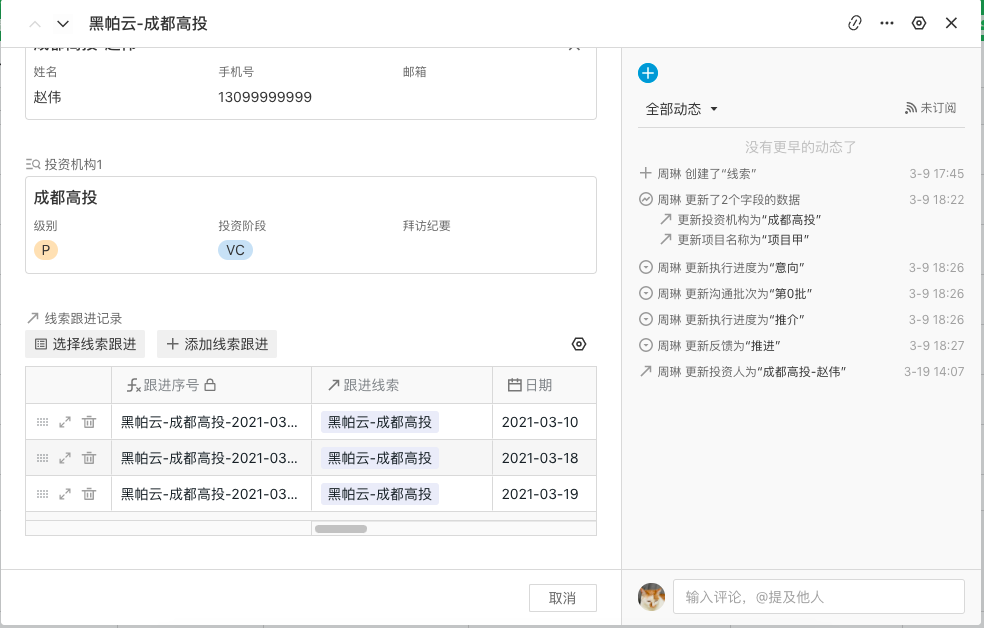 黑帕云-成都高投
成都高投-赵伟
姓名 手机号 邮箱
赵伟 13099999999
投资机构1
成都高投
级别 投资阶段 拜访纪要
P VC
线索跟进记录
选择线索跟进 添加线索跟进
跟进序号 跟进线索 日期
黑帕云-成都高投-2021-03... 黑帕云-成都高投 2021-03-10
黑帕云-成都高投-2021-03... 黑帕云-成都高投 2021-03-18
黑帕云-成都高投-2021-03... 黑帕云-成都高投 2021-03-19
取消
全部动态 未订阅
没有更早的动态了
周琳 创建了“线索” 3-9 17:45
周琳 更新了2个字段的数据 3-9 18:22
更新投资机构为“成都高投”
更新项目名称为“项目甲”
周琳 更新执行进度为“意向” 3-9 18:26
周琳 更新沟通批次为“第0批” 3-9 18:26
周琳 更新执行进度为“推介” 3-9 18:26
周琳 更新反馈为“推进” 3-9 18:27
周琳 更新投资人为“成都高投-赵伟” 3-19 14:07
输入评论，@提及他人